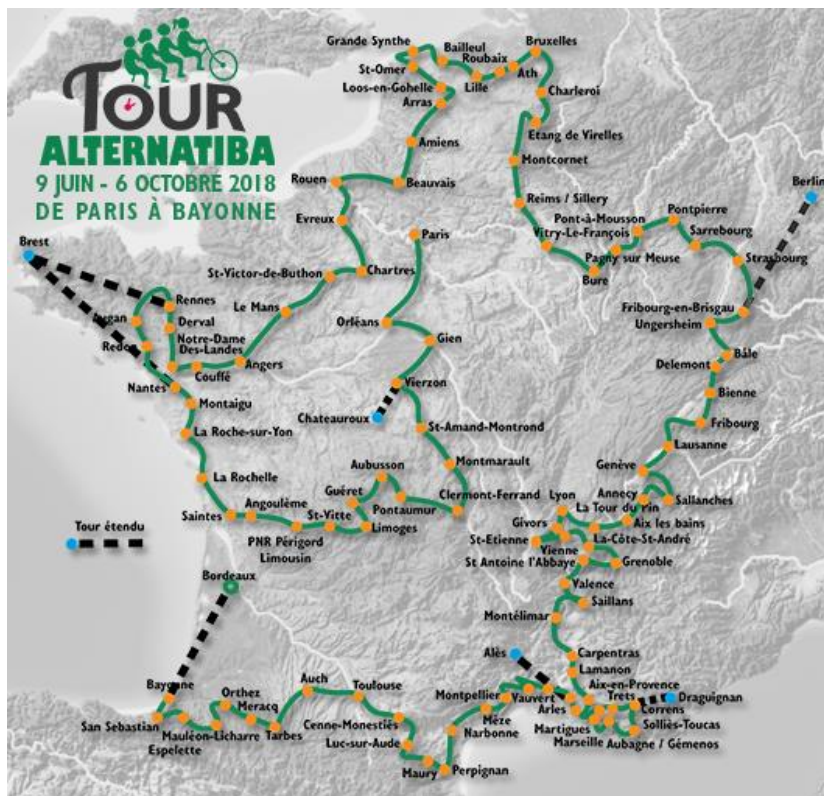 TOUR
ALTERNATIBA
9 JUIN - 6 OCTOBRE 2018
DE PARIS À BAYONNE
Grande Synthe
Bailleul
Bruxelles
Roubaix
St-Omer
Lille
Ath
Loos-en-Gohelle
Charleroi
Arras
Etang de Virelles
Amiens
Montcornet
Rouen
Beauvais
Berlin
Reims / Sillery
Evreux
Pont-à-Mousson
Pontpierre
Paris
Vitry-Le-François
Sarrebourg
Brest
Pagny sur Meuse
Strasbourg
St-Victor-de-Buthon
Chartres
Bure
Rennes
Le Mans
Fribourg-en-Brisgau
Derval
Orléans
Ungersheim
Notre-Dame
Des-Landes
Gien
Redon
Angers
Bâle
Couffé
Delemont
Nantes
Vierzon
Bienne
Montaigu
Chateauroux
St-Amand-Montrond
Fribourg
La Roche-sur-Yon
Lausanne
Montmarault
Genève
Aubusson
La Rochelle
Annecy
Sallanches
Guéret
Clermont-Ferrand
Lyon
La Tour du Pin
Saintes
Angoulême
St-Vitte
Pontaumur
Givors
Aix les bains
Tour étendu
Limoges
St-Etienne
La-Côte-St-André
PNR Périgord
Limousin
Vienne
St Antoine l'Abbaye
Grenoble
Bordeaux
Valence
Saillans
Montélimar
Alès
Carpentras
Lamanon
Bayonne
Auch
Toulouse
Aix-en-Provence
Orthez
Montpellier
Vauvert
Trets
Draguignan
Meracq
Arles
Correns
San Sebastian
Mauléon-Licharre
Cenne-Monestiés
Mèze
Martigues
Solliès-Toucas
Espelette
Tarbes
Luc-sur-Aude
Narbonne
Marseille
Aubagne / Gémenos
Maury
Perpignan